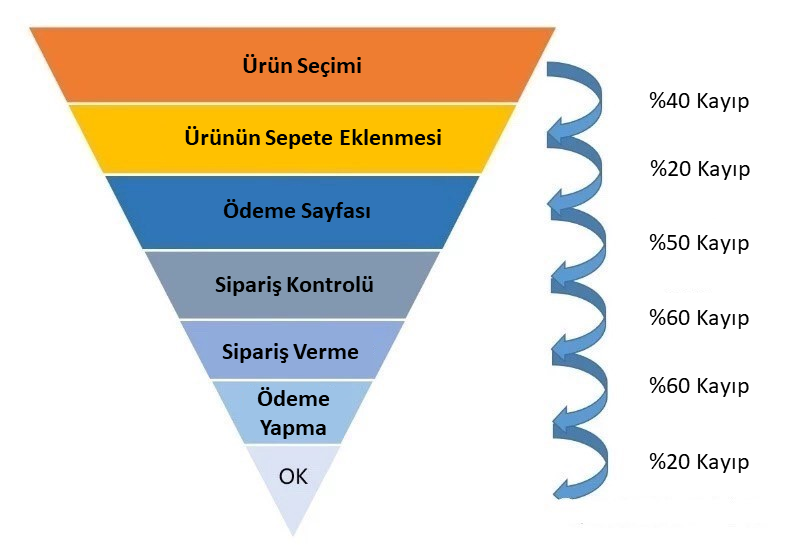 Ürün Seçimi
%40 Kayıp
Ürünün Sepete Eklenmesi
%20 Kayıp
Ödeme Sayfası
%50 Kayıp
Sipariş Kontrolü
%60 Kayıp
Sipariş Verme
%60 Kayıp
Ödeme
Yapma
%20 Kayıp
OK